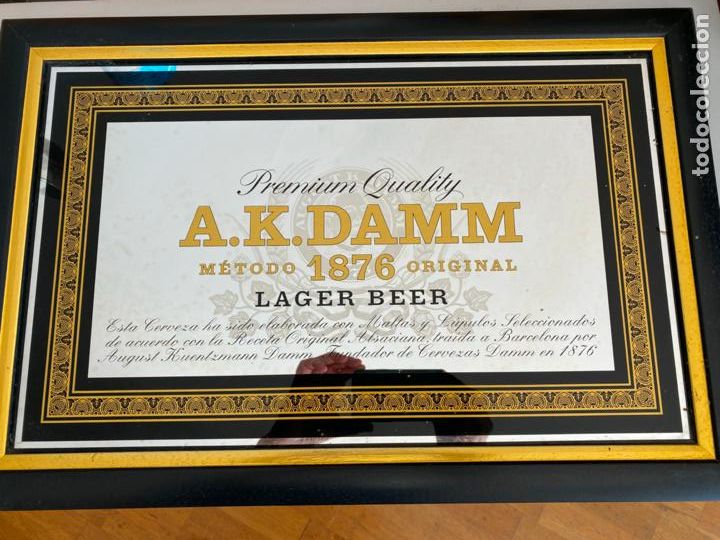 Premium Quality
A.K.DAMM
MÉTODO 1876 ORIGINAL
LAGER BEER
Esta Cerveza ha sido elaborada con Maltas y Lúpulos Seleccionados
de acuerdo con la Receta Original Alsaciana, traída a Barcelona por
August Kuentzmann Damm, Fundador de Cervezas Damm en 1876
todocoleccion